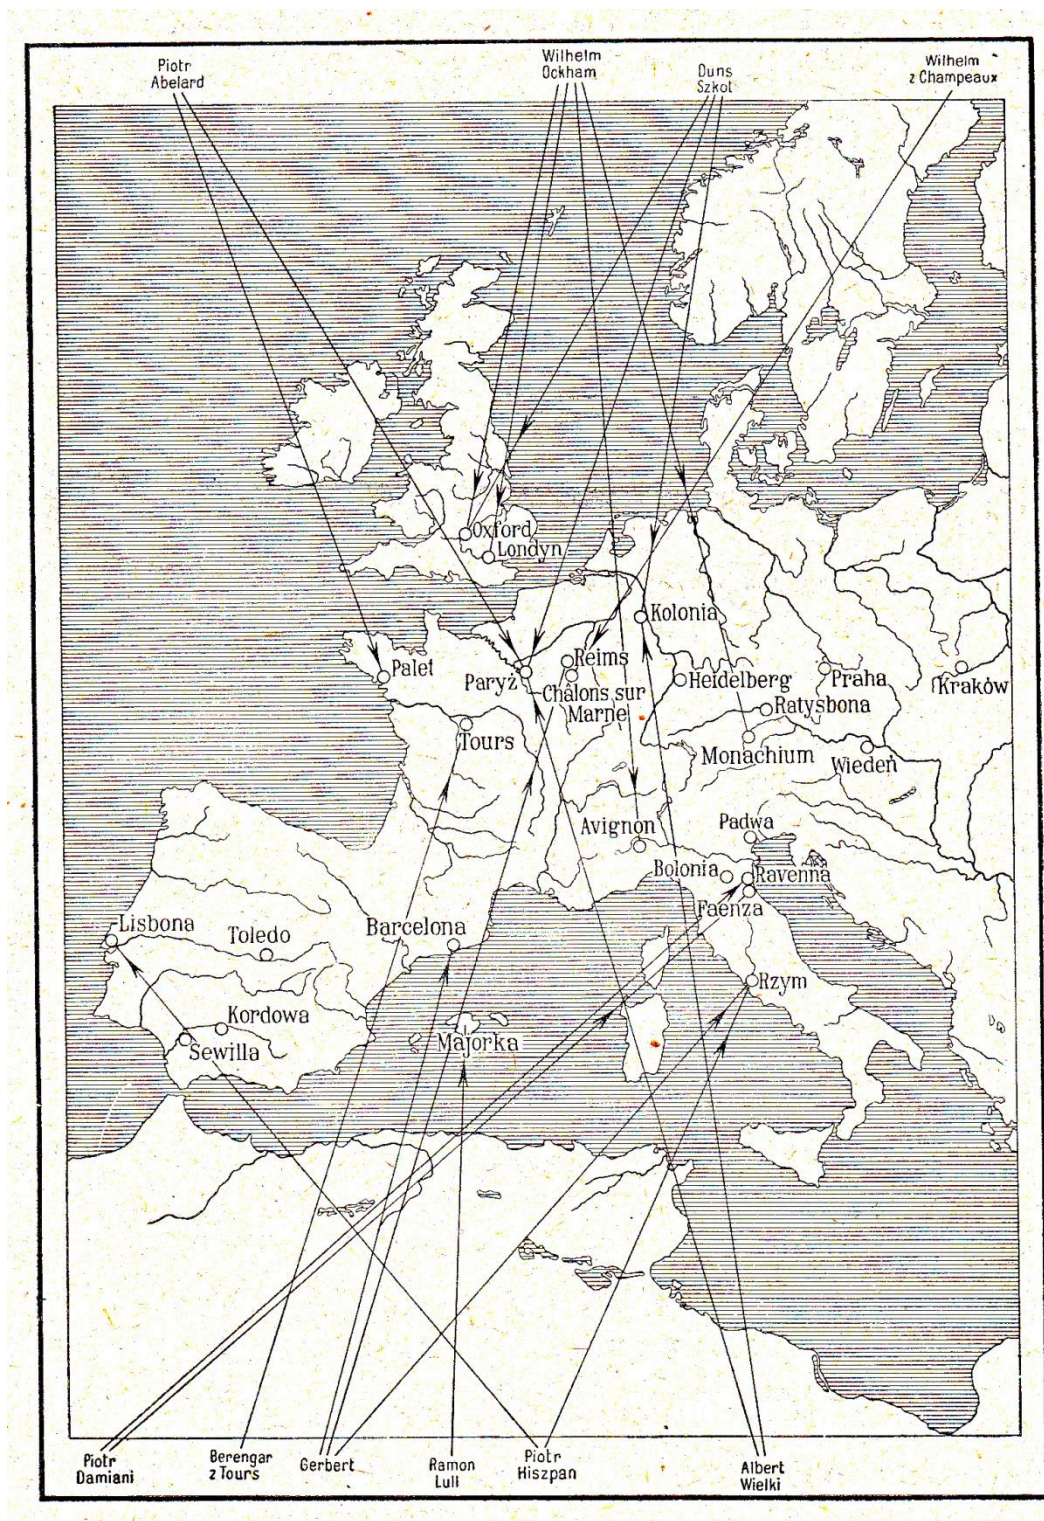 Piotr
Abelard
Wilhelm
Ockham
Duns
Szkot
Wilhelm
z Champeaux
Oxford
Londyn
Kolonia
Palet
Paryż
Reims
Châlons sur
Marne
Heidelberg
Praha
Kraków
Ratysbona
Tours
Monachium
Wiedeń
Avignon
Padwa
Bolonia
Ravenna
Faenza
Lisbona
Toledo
Barcelona
Rzym
Kordowa
Sewilla
Majorka
Piotr
Damiani
Berengar
z Tours
Gerbert
Ramon
Lull
Piotr
Hiszpan
Albert
Wielki